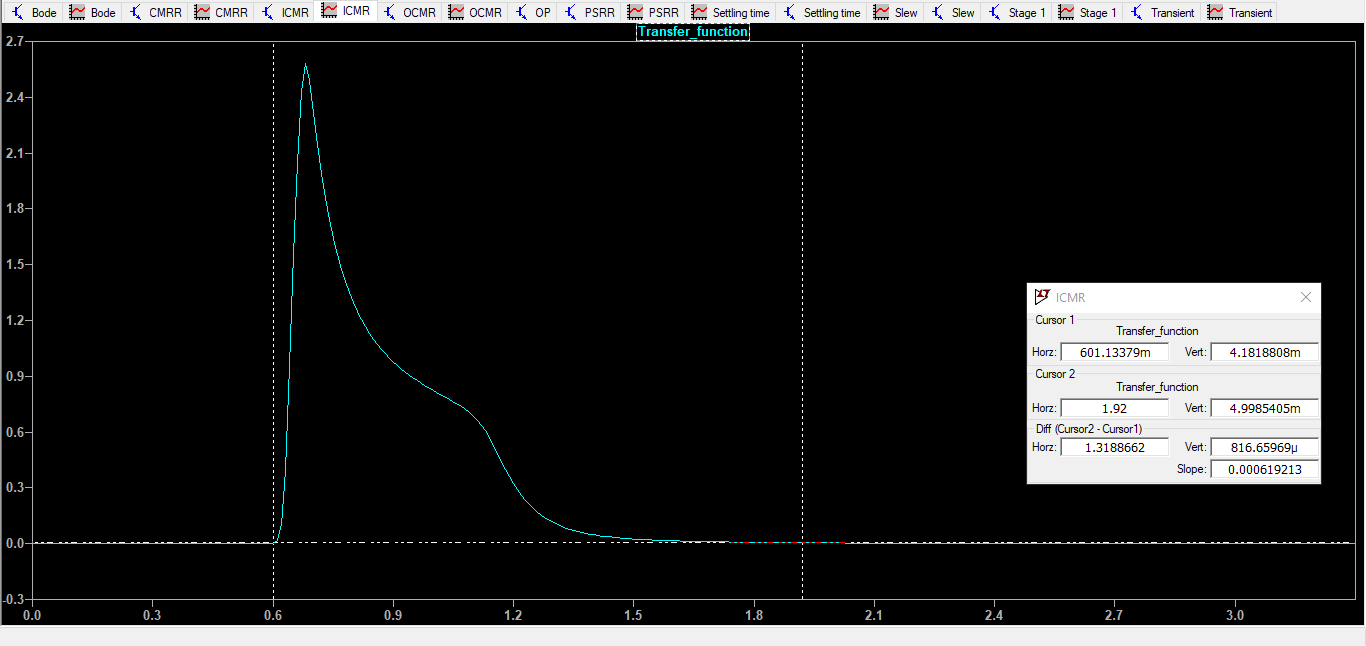 Bode Bode CMRR CMRR ICMR ICMR OCMR OCMR OP PSRR PSRR Settling time Settling time Slew Slew Stage 1 Stage 1 Transient Transient
Transfer_function
2.7
2.4
2.1
1.8
1.5
1.2
0.9
0.6
0.3
0.0
-0.3
0.0 0.3 0.6 0.9 1.2 1.5 1.8 2.1 2.4 2.7 3.0
ICMR
Cursor 1
Transfer_function
Horz: 601.13379m Vert: 4.1818808m
Cursor 2
Transfer_function
Horz: 1.92 Vert: 4.9985405m
Diff (Cursor2 - Cursor1)
Horz: 1.3188662 Vert: 816.65969µ
Slope: 0.000619213